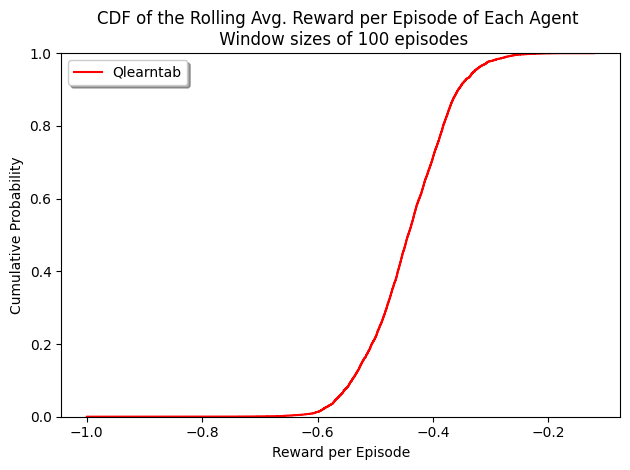 CDF of the Rolling Avg. Reward per Episode of Each Agent
Window sizes of 100 episodes
Qlearntab
1.0
0.8
0.6
0.4
0.2
0.0
Cumulative Probability
−1.0 −0.8 −0.6 −0.4 −0.2
Reward per Episode